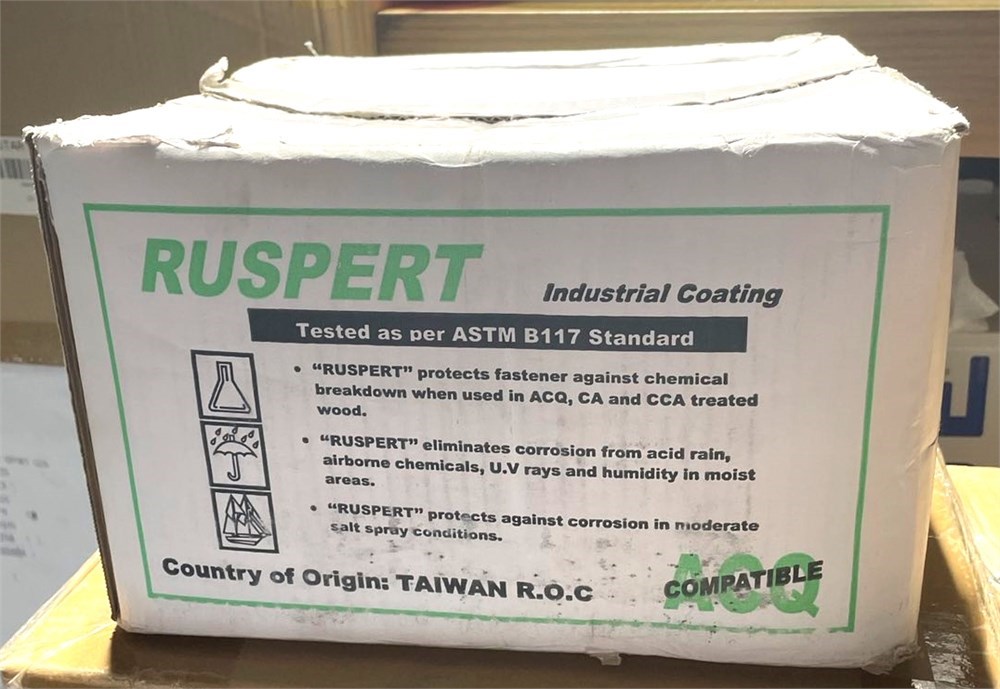 RUSPERT
Industrial Coating
Tested as per ASTM B117 Standard
• “RUSPERT” protects fastener against chemical
breakdown when used in ACQ, CA and CCA treated
wood.
• “RUSPERT” eliminates corrosion from acid rain,
airborne chemicals, U.V rays and humidity in moist
areas.
• “RUSPERT” protects against corrosion in moderate
salt spray conditions.
Country of Origin: TAIWAN R.O.C
ACQ
COMPATIBLE